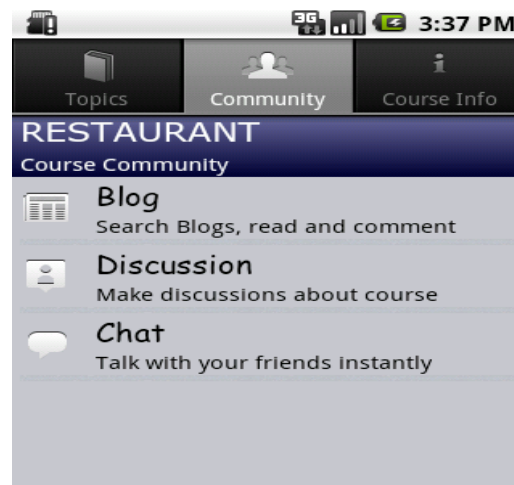 3G 3:37 PM
Topics Community Course Info
RESTAURANT
Course Community
Blog
Search Blogs, read and comment
Discussion
Make discussions about course
Chat
Talk with your friends instantly